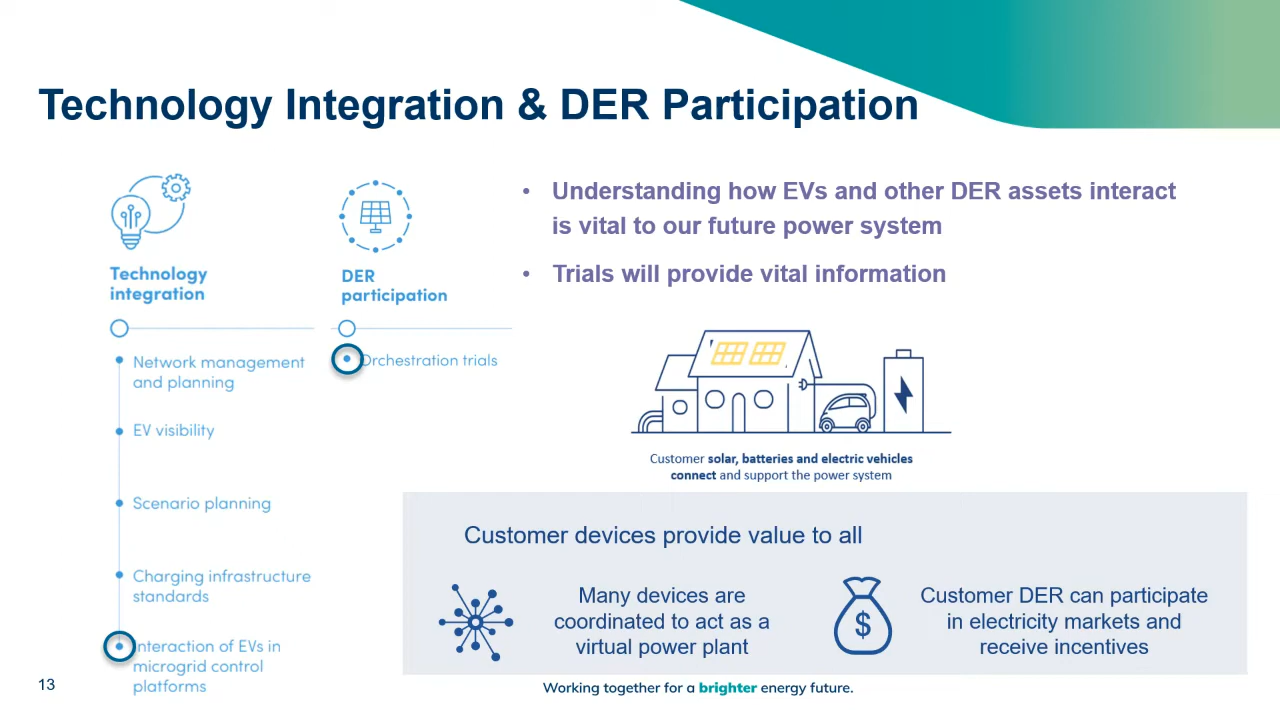 Technology Integration & DER Participation
Technology
integration
Network management
and planning
EV visibility
Scenario planning
Charging infrastructure
standards
Interaction of EVs in
microgrid control
platforms
DER
participation
Orchestration trials
• Understanding how EVs and other DER assets interact
is vital to our future power system
• Trials will provide vital information
Customer solar, batteries and electric vehicles
connect and support the power system
Customer devices provide value to all
Many devices are
coordinated to act as a
virtual power plant
$
Customer DER can participate
in electricity markets and
receive incentives
13
Working together for a brighter energy future.